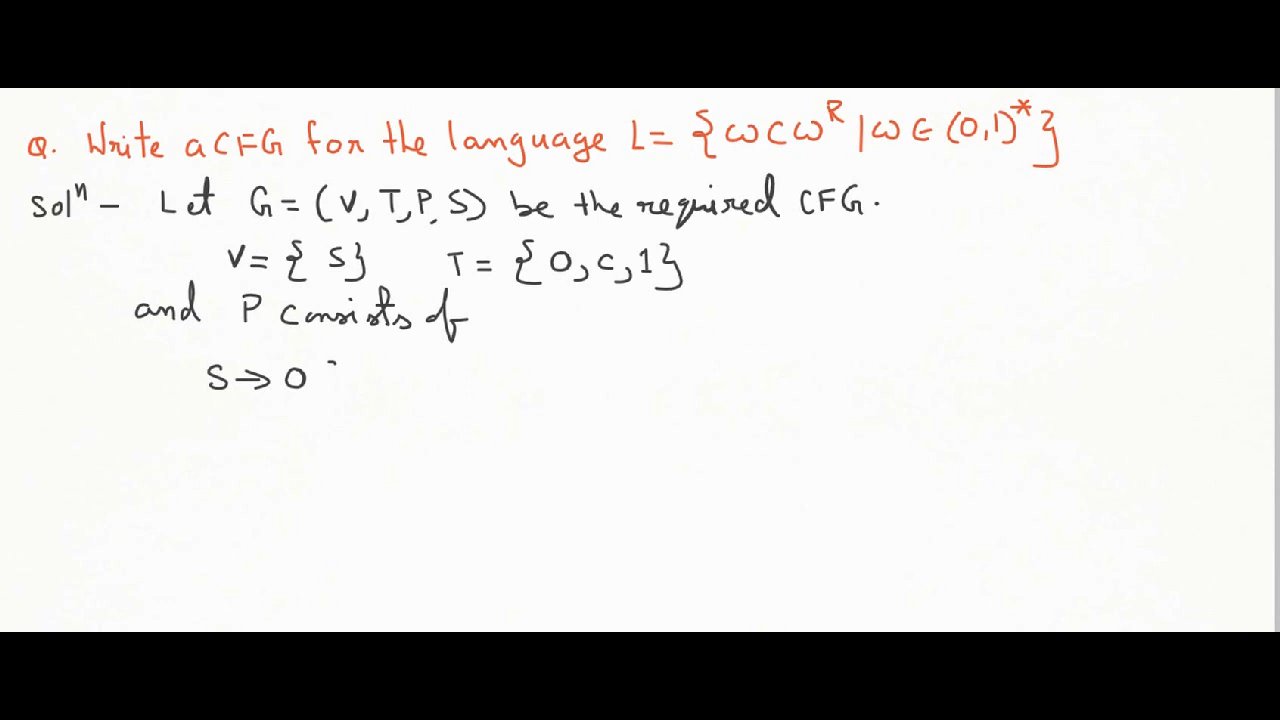 Q. Write a CFG for the language L= {ωcω^R | ω ∈ (0,1)^*}
Sol^n – Let G = (V, T, P, S) be the required CFG.
V = { S} T = {0, c, 1}
and P consists of
S → 0